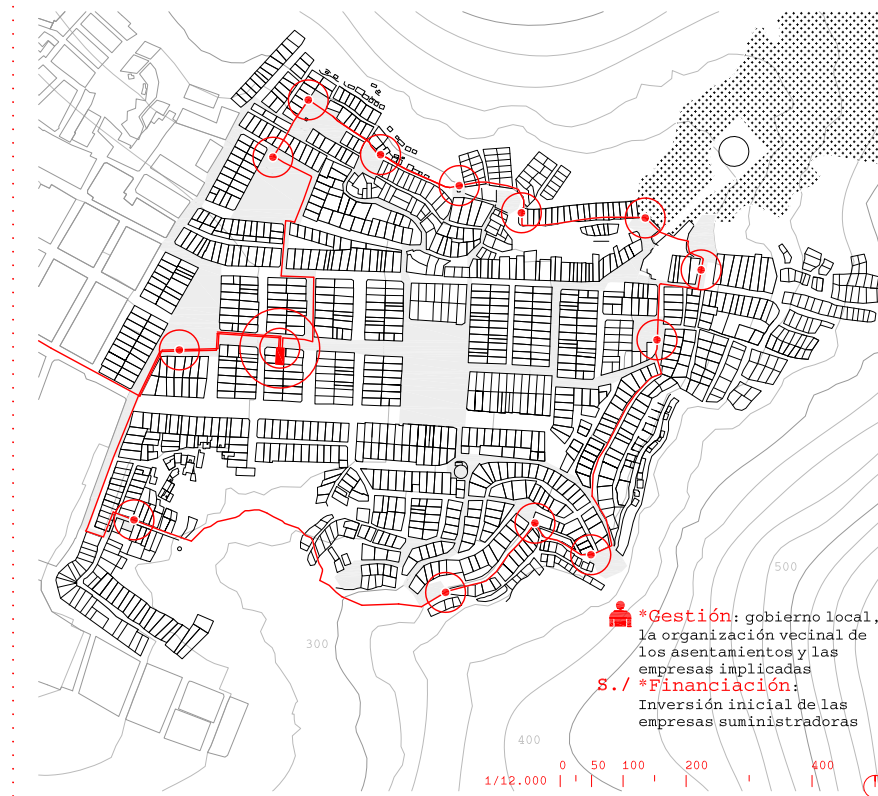 500
300
*Gestión: gobierno local,
la organización vecinal de
los asentamientos y las
empresas implicadas
S./ *Financiación:
Inversión inicial de las
empresas suministradoras
400
1/12.000 0 50 100 200 400